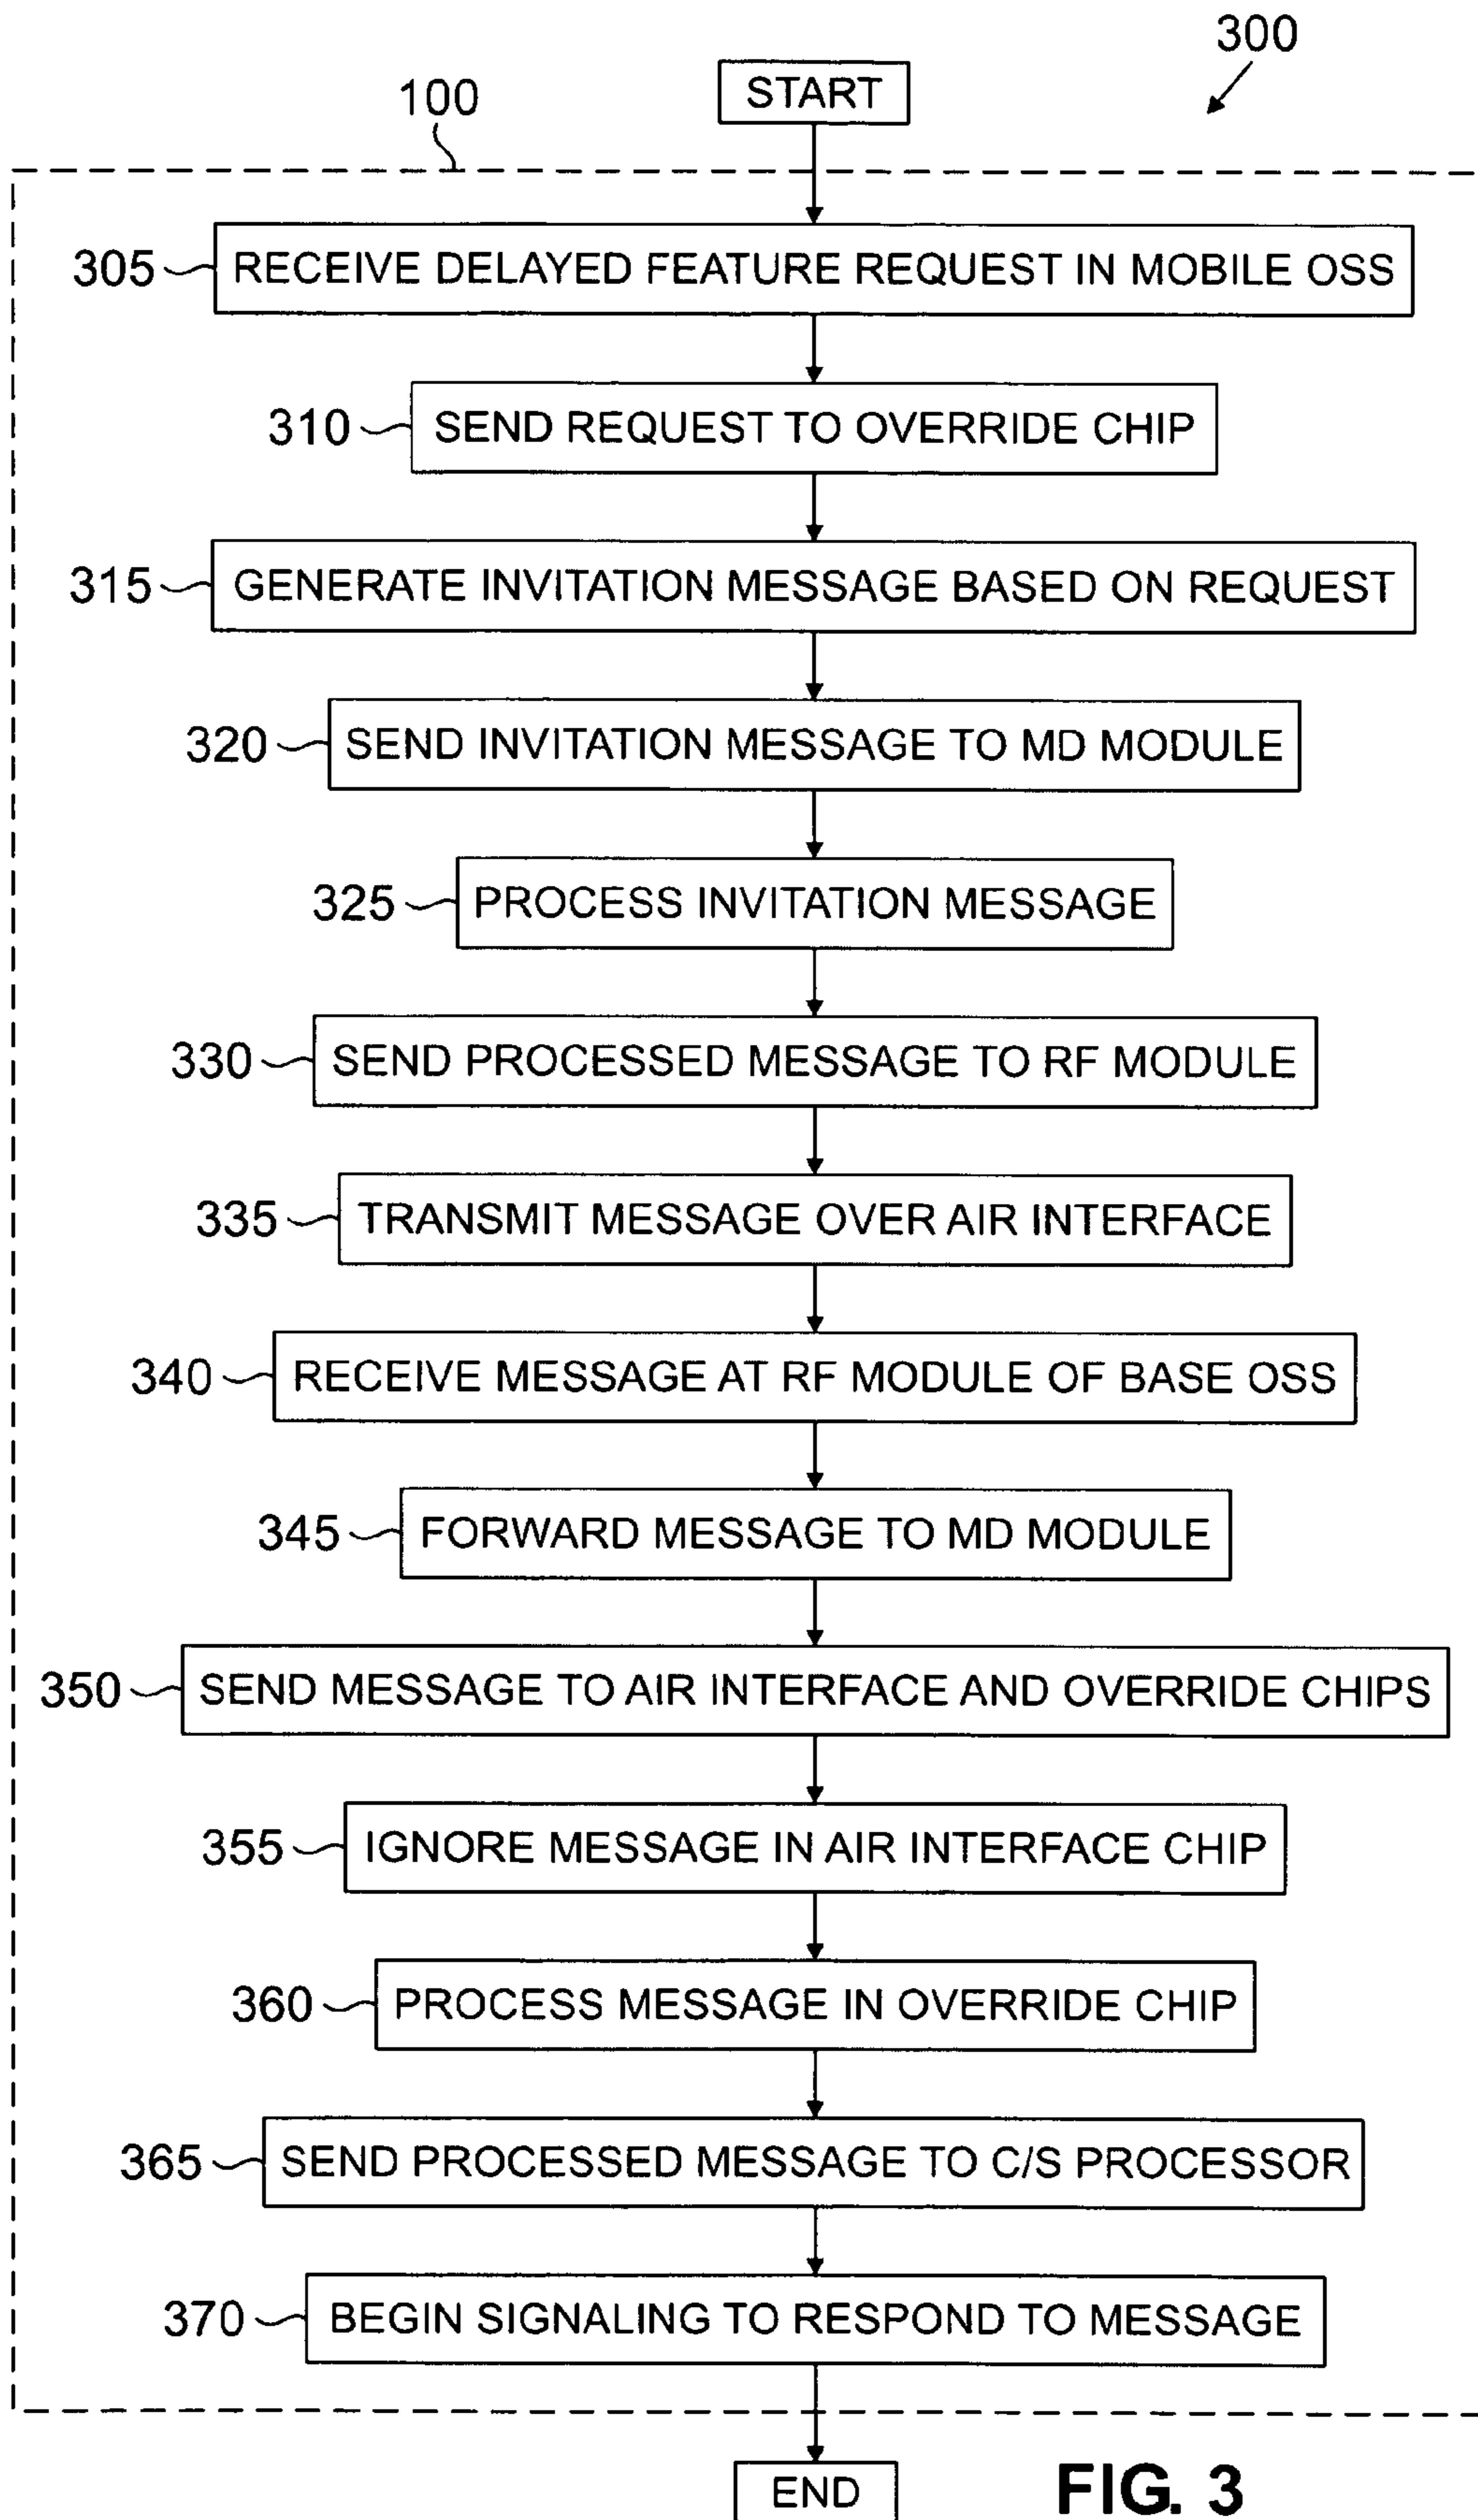 300
100
START
305 RECEIVE DELAYED FEATURE REQUEST IN MOBILE OSS
310 SEND REQUEST TO OVERRIDE CHIP
315 GENERATE INVITATION MESSAGE BASED ON REQUEST
320 SEND INVITATION MESSAGE TO MD MODULE
325 PROCESS INVITATION MESSAGE
330 SEND PROCESSED MESSAGE TO RF MODULE
335 TRANSMIT MESSAGE OVER AIR INTERFACE
340 RECEIVE MESSAGE AT RF MODULE OF BASE OSS
345 FORWARD MESSAGE TO MD MODULE
350 SEND MESSAGE TO AIR INTERFACE AND OVERRIDE CHIPS
355 IGNORE MESSAGE IN AIR INTERFACE CHIP
360 PROCESS MESSAGE IN OVERRIDE CHIP
365 SEND PROCESSED MESSAGE TO C/S PROCESSOR
370 BEGIN SIGNALING TO RESPOND TO MESSAGE
END
FIG. 3